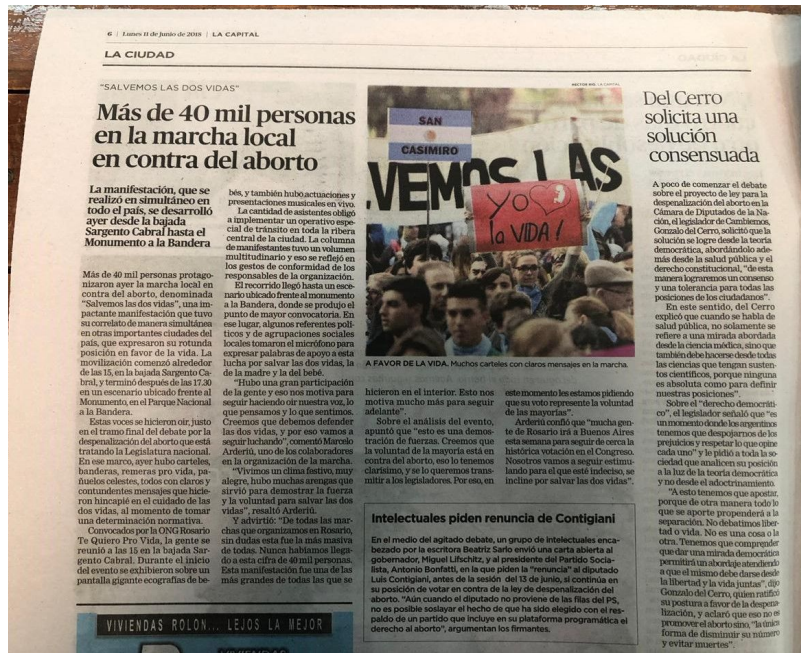 6 | Lunes 11 de junio de 2018 | LA CAPITAL
LA CIUDAD
"SALVEMOS LAS DOS VIDAS"
Más de 40 mil personas
en la marcha local
en contra del aborto
La manifestación, que se
realizó en simultáneo en
todo el país, se desarrolló
ayer desde la bajada
Sargento Cabral hasta el
Monumento a la Bandera
Más de 40 mil personas protago-
nizaron ayer la marcha local en
contra del aborto, denominada
"Salvemos las dos vidas", una im-
pactante manifestación que tuvo
su correlato de manera simultánea
en otras importantes ciudades del
país, que expresaron su rotunda
posición en favor de la vida. La
movilización comenzó alrededor
de las 15, en la bajada Sargento Ca-
bral, y terminó después de las 17.30
en un escenario ubicado frente al
Monumento, en el Parque Nacional
a la Bandera.
Estas voces se hicieron oír, justo
en el tramo final del debate por la
despenalización del aborto que está
tratando la Legislatura nacional. En
ese marco, ayer hubo carteles,
banderas, remeras pro vida, pa-
ñuelos celestes, todos con claros y
contundentes mensajes que hicie-
ron hincapié en el cuidado de las
dos vidas, al momento de tomar
una determinación normativa.
Convocados por la ONG Rosario
Te Quiero Pro Vida, la gente se
reunió a las 15 en la bajada Sar-
gento Cabral. Durante el inicio
del evento se exhibieron sobre un
pantalla gigante ecografías de be-
bés, y también hubo actuaciones y
presentaciones musicales en vivo.
La cantidad de asistentes obligó
a implementar un operativo espe-
cial de tránsito en toda la ribera
central de la ciudad. La columna
de manifestantes tuvo un volumen
multitudinario y eso se reflejó en
los gestos de conformidad de los
responsables de la organización.
El recorrido llegó hasta un esce-
nario ubicado frente al monumento
a la Bandera, donde se produjo el
punto de mayor convocatoria. En
ese lugar, algunos referentes polí-
ticos y de agrupaciones sociales
locales tomaron el micrófono para
expresar palabras de apoyo a esta
lucha por salvar las dos vidas, la
de la madre y la del bebé.
"Hubo una gran participación
de la gente y eso nos motiva para
seguir haciendo oír nuestra voz, lo
que pensamos y lo que sentimos.
Creemos que debemos defender
las dos vidas, y por eso vamos a
seguir luchando", comentó Marcelo
Arderiú, uno de los colaboradores
en la organización de la marcha.
"Vivimos un clima festivo, muy
alegre, hubo muchas arengas que
sirvió para demostrar la fuerza
y la voluntad para salvar las dos
vidas", resaltó Arderiú.
Y advirtió: "De todas las mar-
chas que organizamos en Rosario,
sin dudas esta fue la más masiva
de todas. Nunca habíamos llega-
do a esta cifra de 40 mil personas.
Esta manifestación fue una de las
más grandes de todas las que se
HÉCTOR RIO, LA CAPITAL
SAN
CASIMIRO
VEMOS LAS
YO
la VIDA!
A FAVOR DE LA VIDA. Muchos carteles con claros mensajes en la marcha.
hicieron en el interior. Esto nos
motiva mucho más para seguir
adelante".
Sobre el análisis del evento,
apuntó que "esto es una demos-
tración de fuerzas. Creemos que
la voluntad de la mayoría está en
contra del aborto, eso lo tenemos
clarísimo, y se lo queremos trans-
mitir a los legisladores. Por eso, en
este momento les estamos pidiendo
que su voto represente la voluntad
de las mayorías".
Arderiú confió que "mucha gen-
te de Rosario irá a Buenos Aires
esta semana para seguir de cerca la
histórica votación en el Congreso.
Nosotros vamos a seguir estimu-
lando para el que esté indeciso, se
incline por salvar las dos vidas".
Intelectuales piden renuncia de Contigiani
En el medio del agitado debate, un grupo de intelectuales enca-
bezado por la escritora Beatriz Sarlo envió una carta abierta al
gobernador, Miguel Lifschitz, y al presidente del Partido Socia-
lista, Antonio Bonfatti, en la que piden la "renuncia" al diputado
Luis Contigiani, antes de la sesión del 13 de junio, si continúa en
su posición de votar en contra de la ley de despenalización del
aborto. "Aún cuando el diputado no proviene de las filas del PS,
no es posible soslayar el hecho de que ha sido elegido con el res-
paldo de un partido que incluye en su plataforma programática el
derecho al aborto", argumentan los firmantes.
Del Cerro
solicita una
solución
consensuada
A poco de comenzar el debate
sobre el proyecto de ley para la
despenalización del aborto en la
Cámara de Diputados de la Na-
ción, el legislador de Cambiemos,
Gonzalo del Cerro, solicitó que la
solución se logre desde la teoría
democrática, abordándolo ade-
más desde la salud pública y el
derecho constitucional, "de esta
manera lograremos un consenso
y una tolerancia para todas las
posiciones de los ciudadanos".
En este sentido, del Cerro
explicó que cuando se habla de
salud pública, no solamente se
refiere a una mirada abordada
desde la ciencia médica, sino que
también debe hacerse desde todas
las ciencias que tengan susten-
tos científicos, porque ninguna
es absoluta como para definir
nuestras posiciones".
Sobre el "derecho democráti-
co", el legislador señaló que "es
un momento donde los argentinos
tenemos que despojarnos de los
prejuicios y respetar lo que opine
cada uno" y le pidió a toda la so-
ciedad que analicen su posición
a la luz de la teoría democrática
y no desde el adoctrinamiento.
"A esto tenemos que apostar,
porque de otra manera todo lo
que se aporte propenderá a la
separación. No debatimos liber-
tad o vida. No es una cosa o la
otra. Tenemos que comprender
que dar una mirada democrática
permitirá un abordaje atendiendo
a que el mismo debe darse desde
la libertad y la vida juntas", dijo
Gonzalo del Cerro, quien ratificó
su postura a favor de la despena-
lización, y aclaró que eso no es
promover el aborto sino, "la única
forma de disminuir su número
y evitar muertes".
VIVIENDAS ROLON... LEJOS LA MEJOR